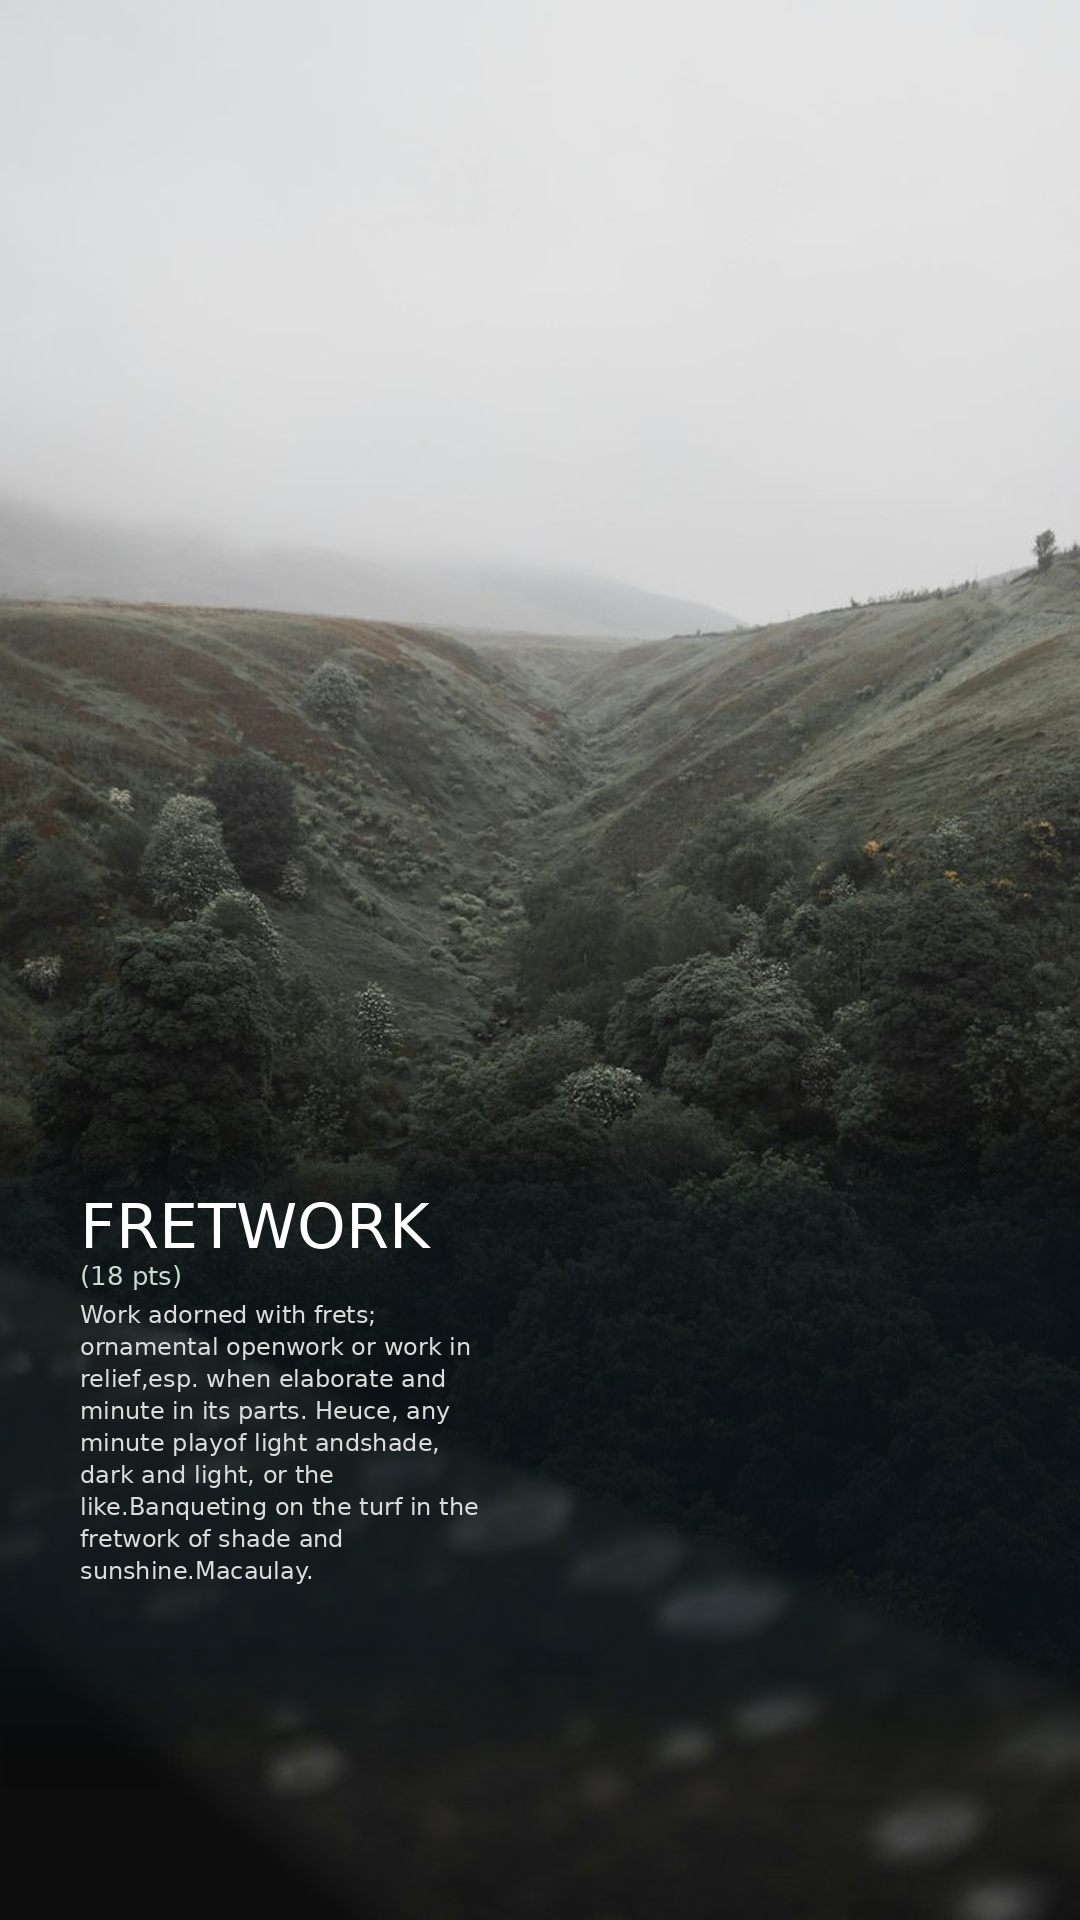 FRETWORK
(18 pts)
Work adorned with frets;
ornamental openwork or work in
relief,esp. when elaborate and
minute in its parts. Heuce, any
minute playof light andshade,
dark and light, or the
like.Banqueting on the turf in the
fretwork of shade and
sunshine.Macaulay.